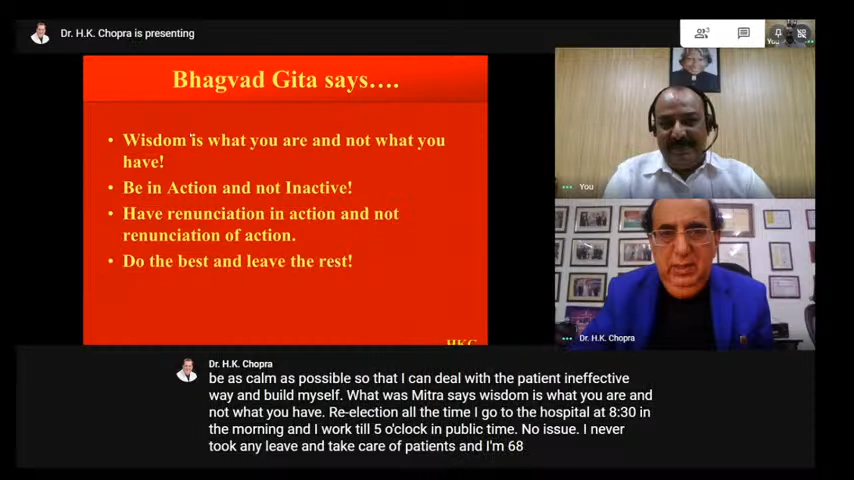 Dr. H.K. Chopra is presenting
3
You
Bhagvad Gita says….
• Wisdom is what you are and not what you
have!
• Be in Action and not Inactive!
• Have renunciation in action and not
renunciation of action.
• Do the best and leave the rest!
HKC
You
Dr. H.K. Chopra
Dr. H.K. Chopra
be as calm as possible so that I can deal with the patient ineffective
way and build myself. What was Mitra says wisdom is what you are and
not what you have. Re-election all the time I go to the hospital at 8:30 in
the morning and I work till 5 o'clock in public time. No issue. I never
took any leave and take care of patients and I'm 68